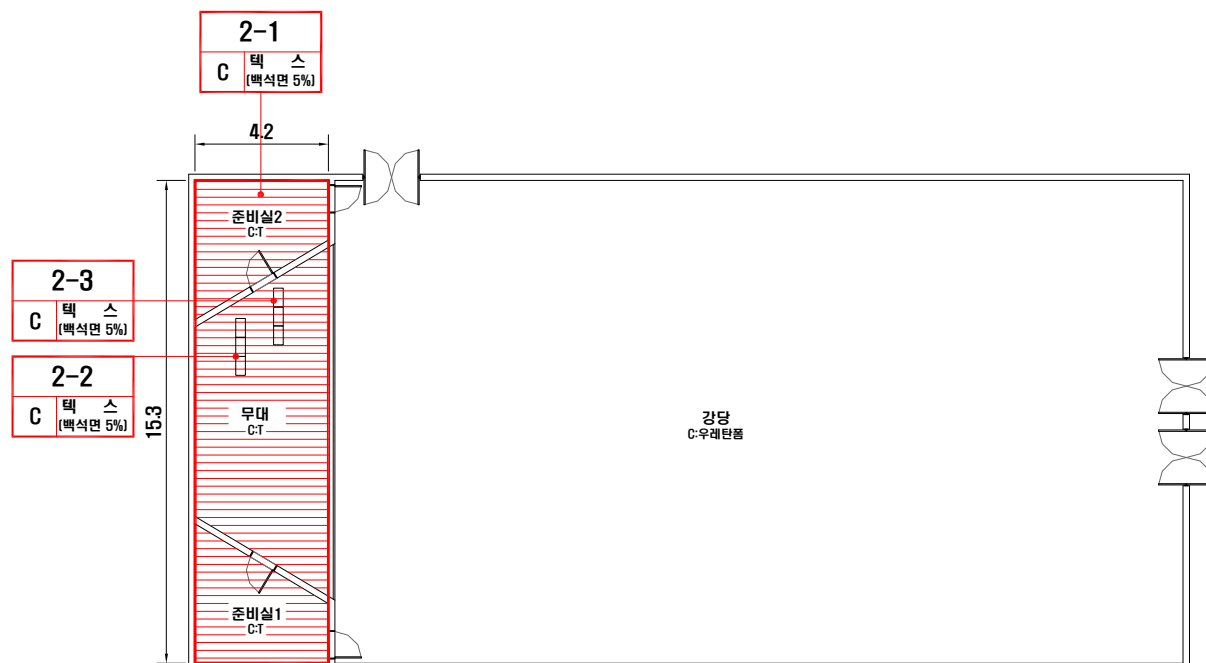 2-1
C
텍 스
(백석면 5%)
4.2
준비실2
C:T
2-3
C
텍 스
(백석면 5%)
2-2
C
텍 스
(백석면 5%)
15.3
무대
C:T
강당
C:우레탄폼
준비실1
C:T